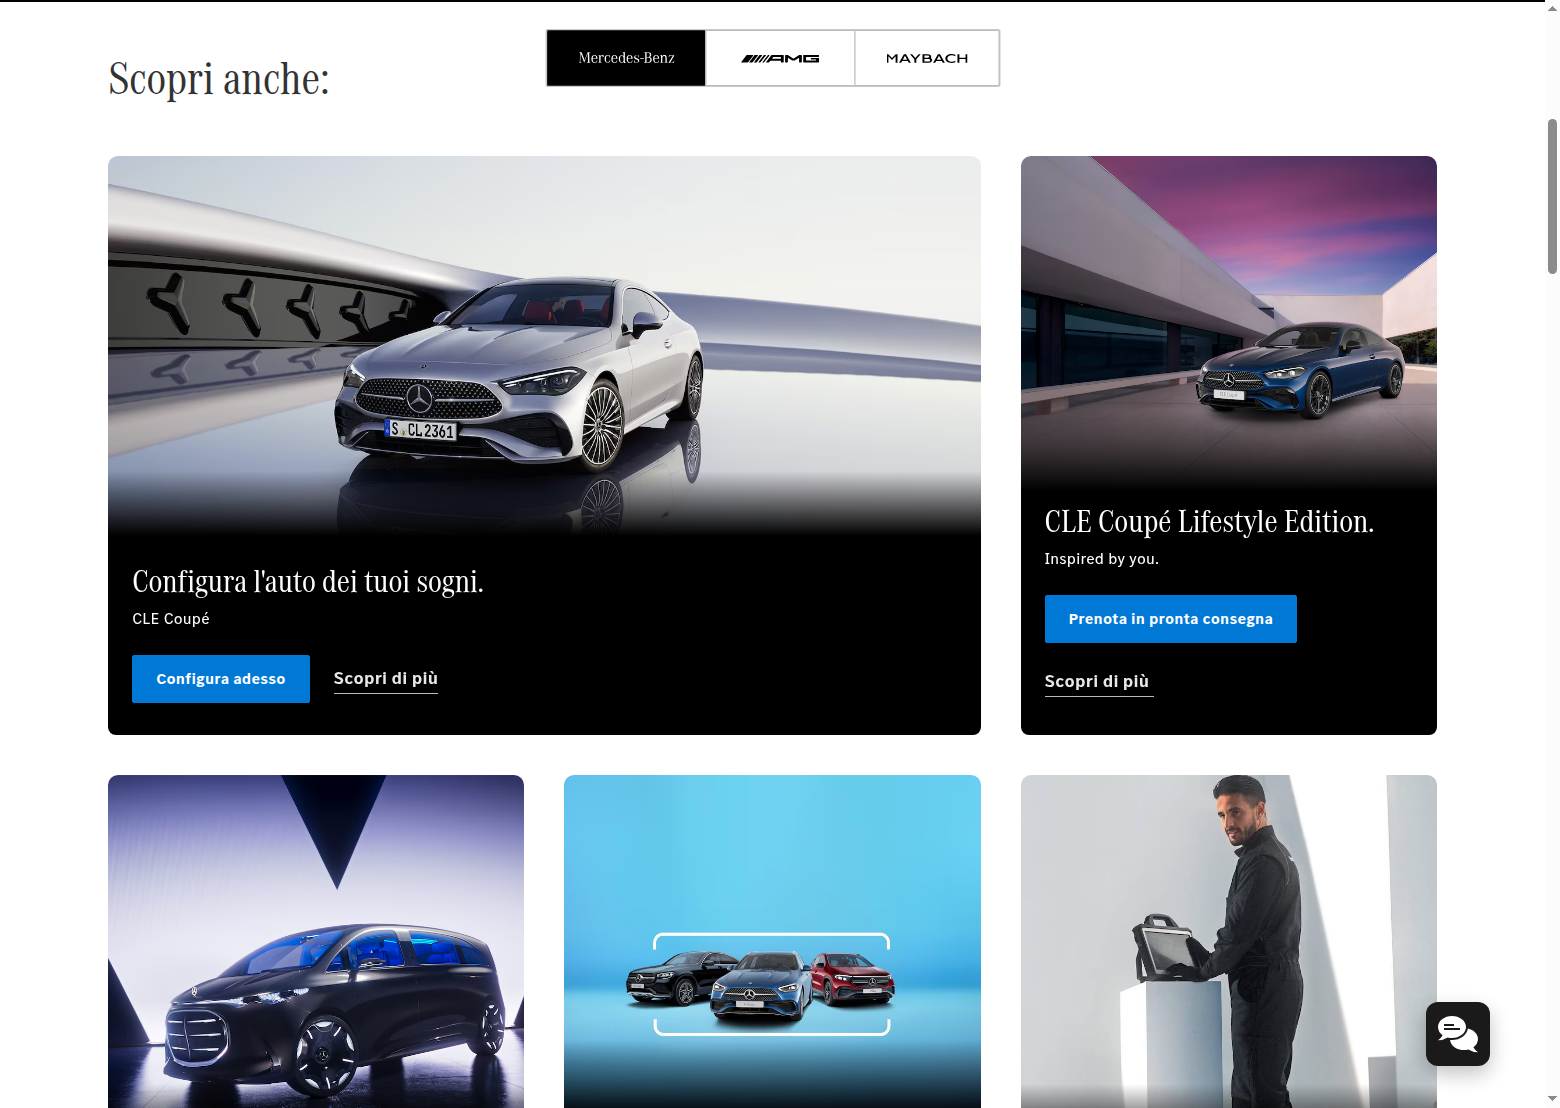 Mercedes-Benz
AMG
MAYBACH
Scopri anche:
S CL 2361
Configura l'auto dei tuoi sogni.
CLE Coupé
Configura adesso
Scopri di più
CLE Coupé Lifestyle Edition.
Inspired by you.
Prenota in pronta consegna
Scopri di più